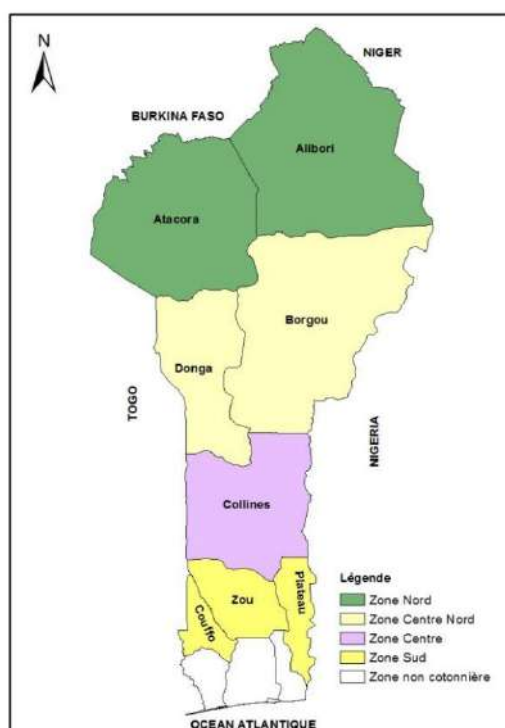 N
NIGER
BURKINA FASO
Alibori
Atacora
Borgou
Donga
TOGO
NIGERIA
Collines
Plateau
Zou
Couffo
Légende
Zone Nord
Zone Centre Nord
Zone Centre
Zone Sud
Zone non cotonnière
OCEAN ATLANTIQUE